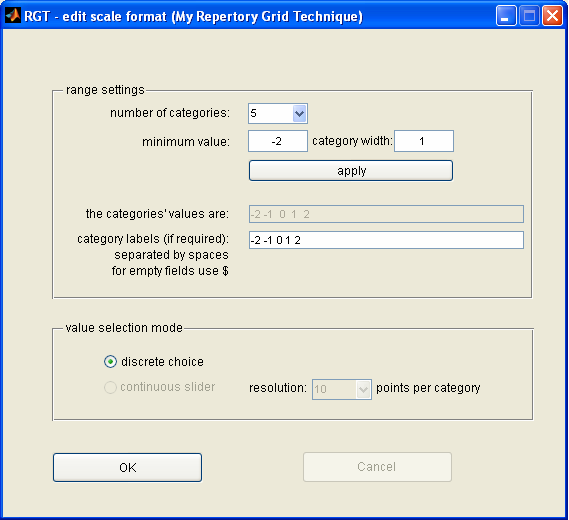 RGT - edit scale format (My Repertory Grid Technique)
range settings
number of categories: 5
minimum value: -2 category width: 1
apply
the categories' values are: -2 -1 0 1 2
category labels (if required): -2 -1 0 1 2
separated by spaces
for empty fields use $
value selection mode
discrete choice
continuous slider resolution: 10 points per category
OK Cancel